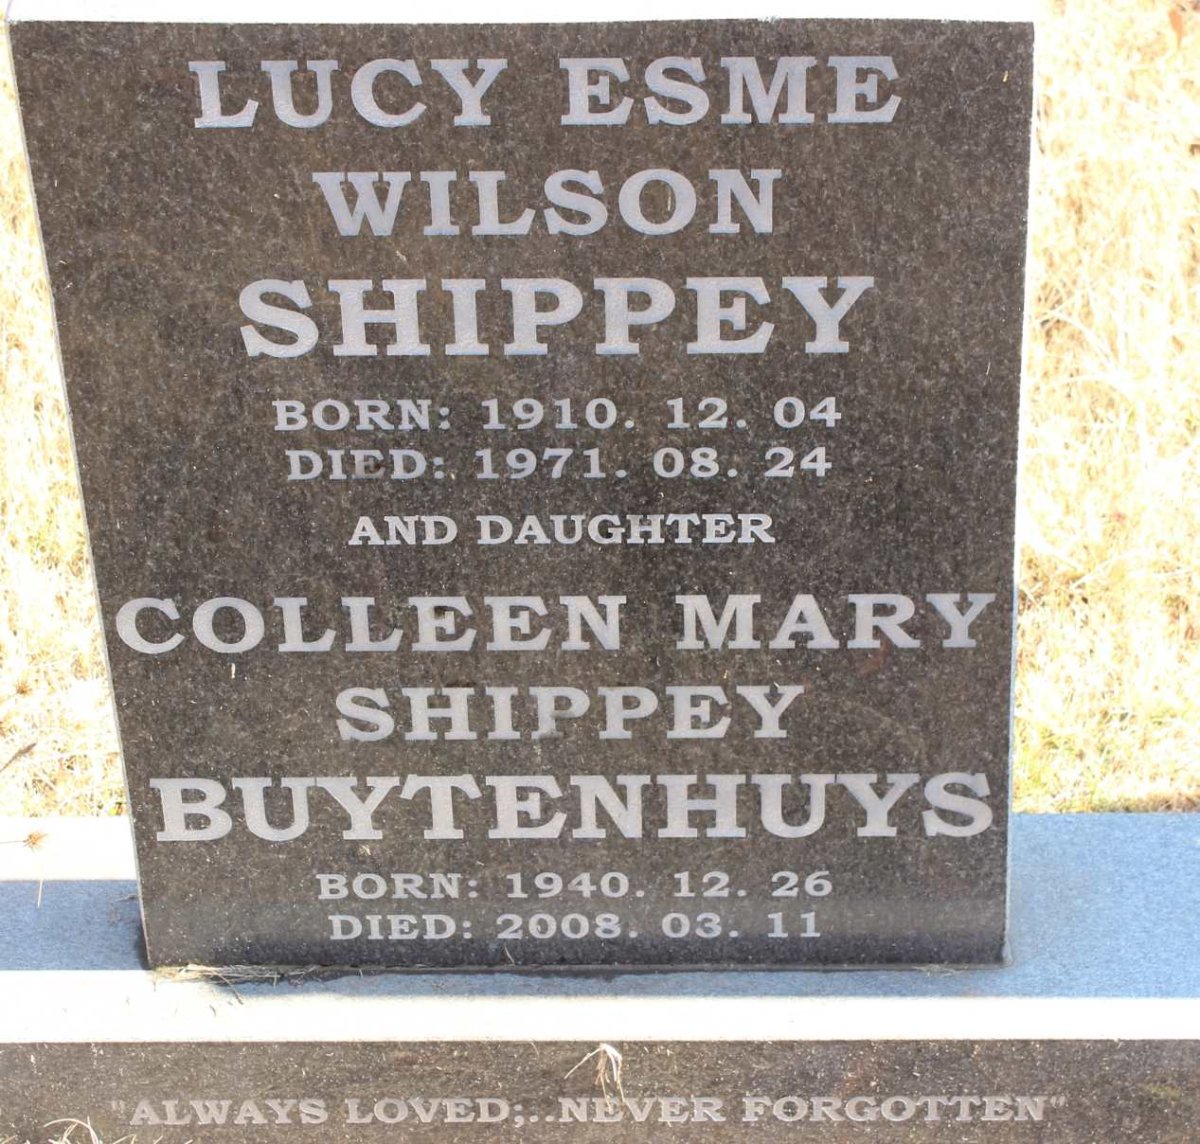 LUCY ESME
WILSON
SHIPPEY
BORN: 1910. 12. 04
DIED: 1971. 08. 24
AND DAUGHTER
COLLEEN MARY
SHIPPEY
BUYTENHUYS
BORN: 1940. 12. 26
DIED: 2008. 03. 11
"ALWAYS LOVED;..NEVER FORGOTTEN"